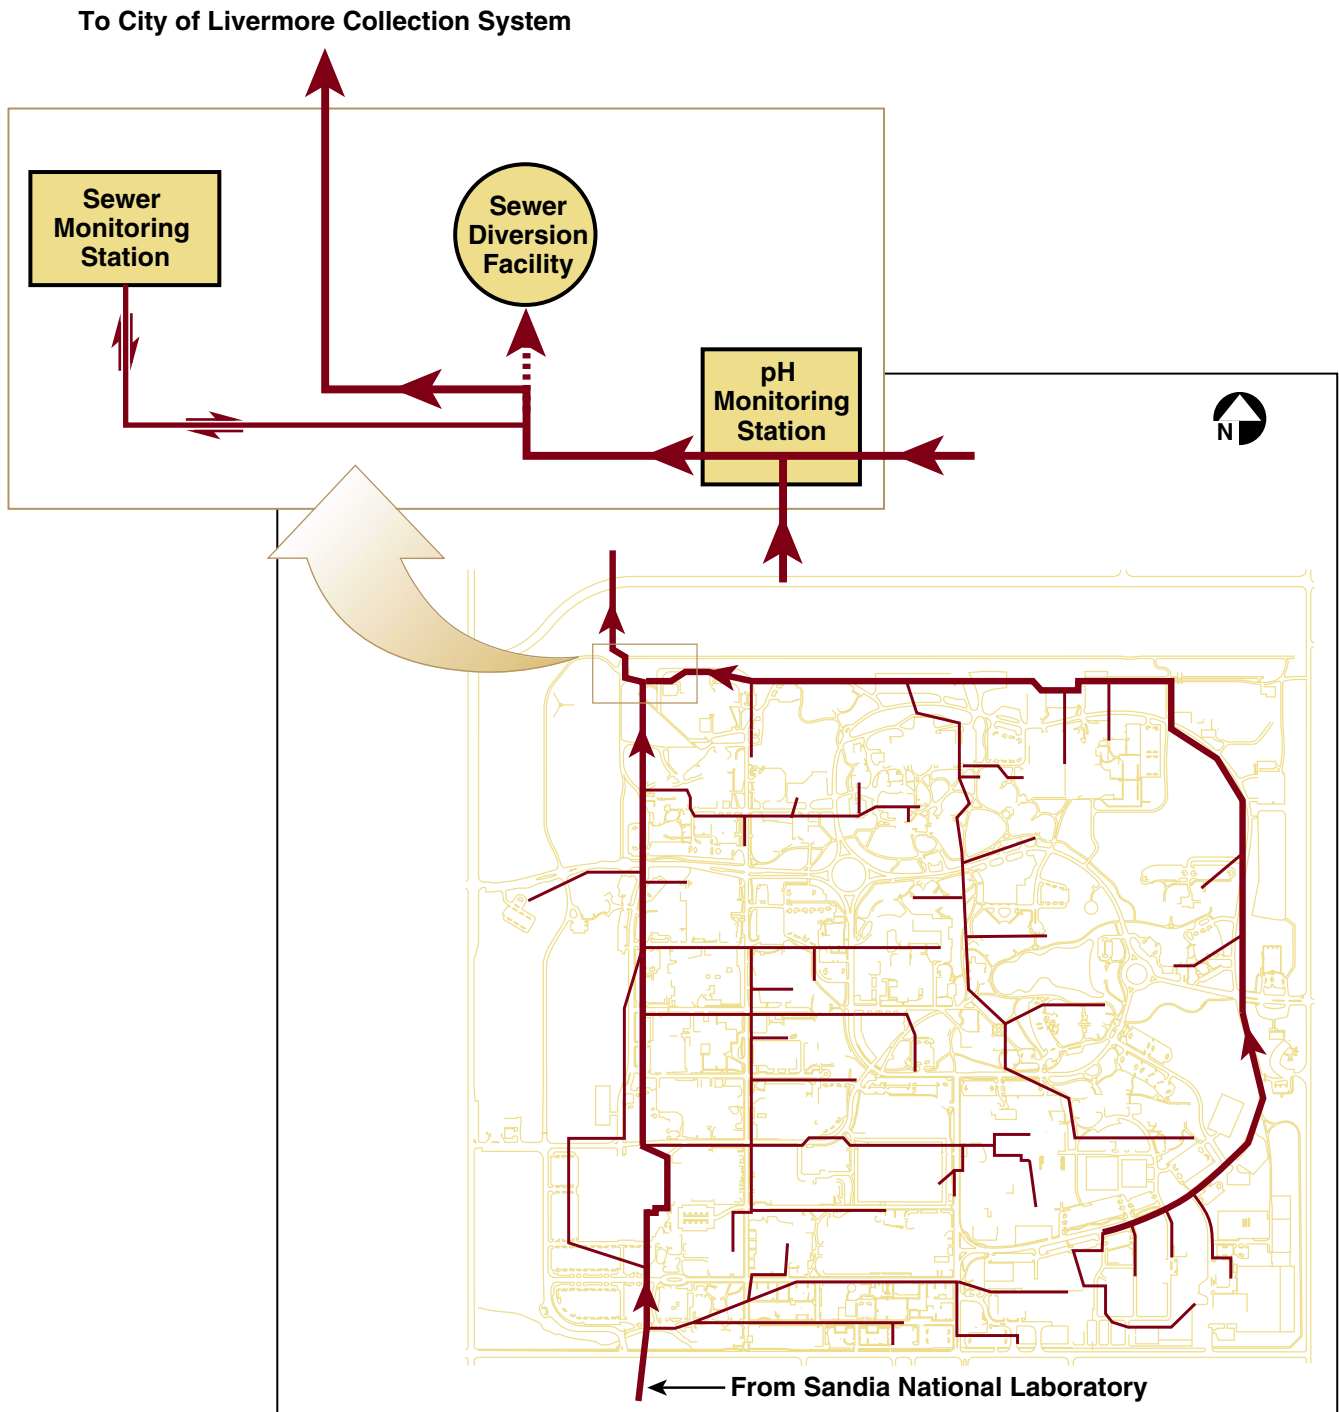 To City of Livermore Collection System
Sewer
Monitoring
Station
Sewer
Diversion
Facility
pH
Monitoring
Station
N
From Sandia National Laboratory